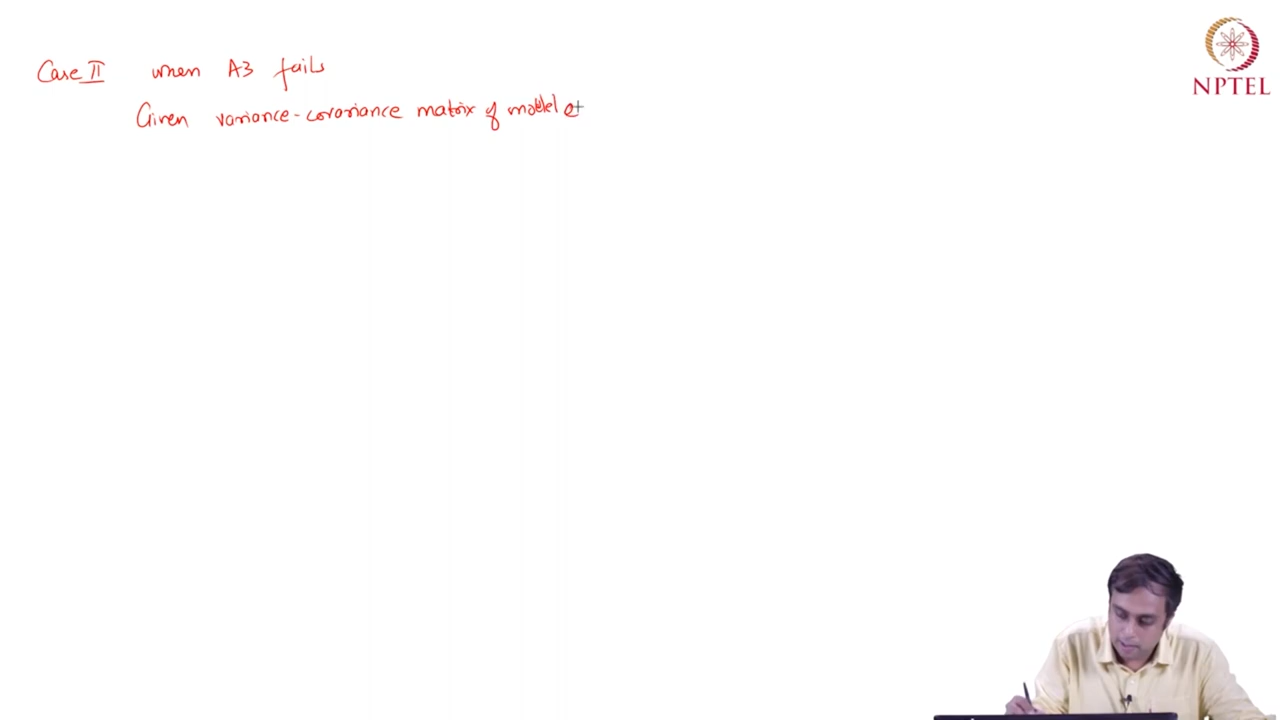 Case II when A3 fails
Given variance-covariance matrix of model
NPTEL